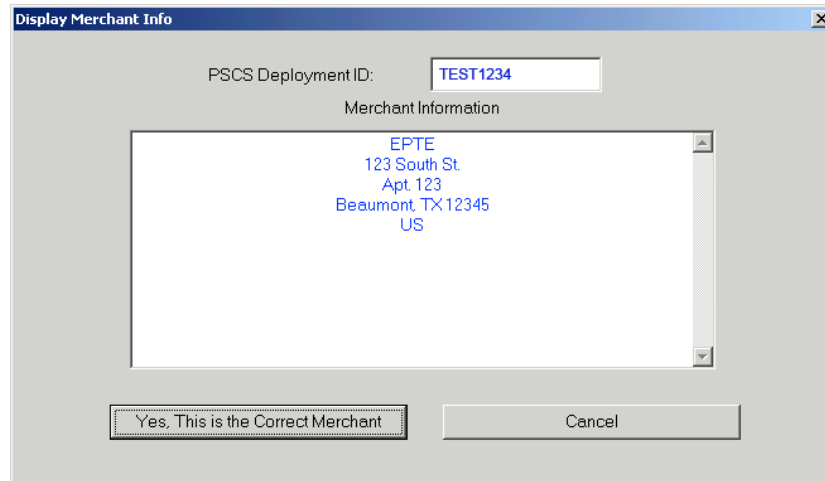 Display Merchant Info
PSCS Deployment ID: TEST1234
Merchant Information
EPTE
123 South St.
Apt. 123
Beaumont, TX 12345
US
Yes, This is the Correct Merchant Cancel